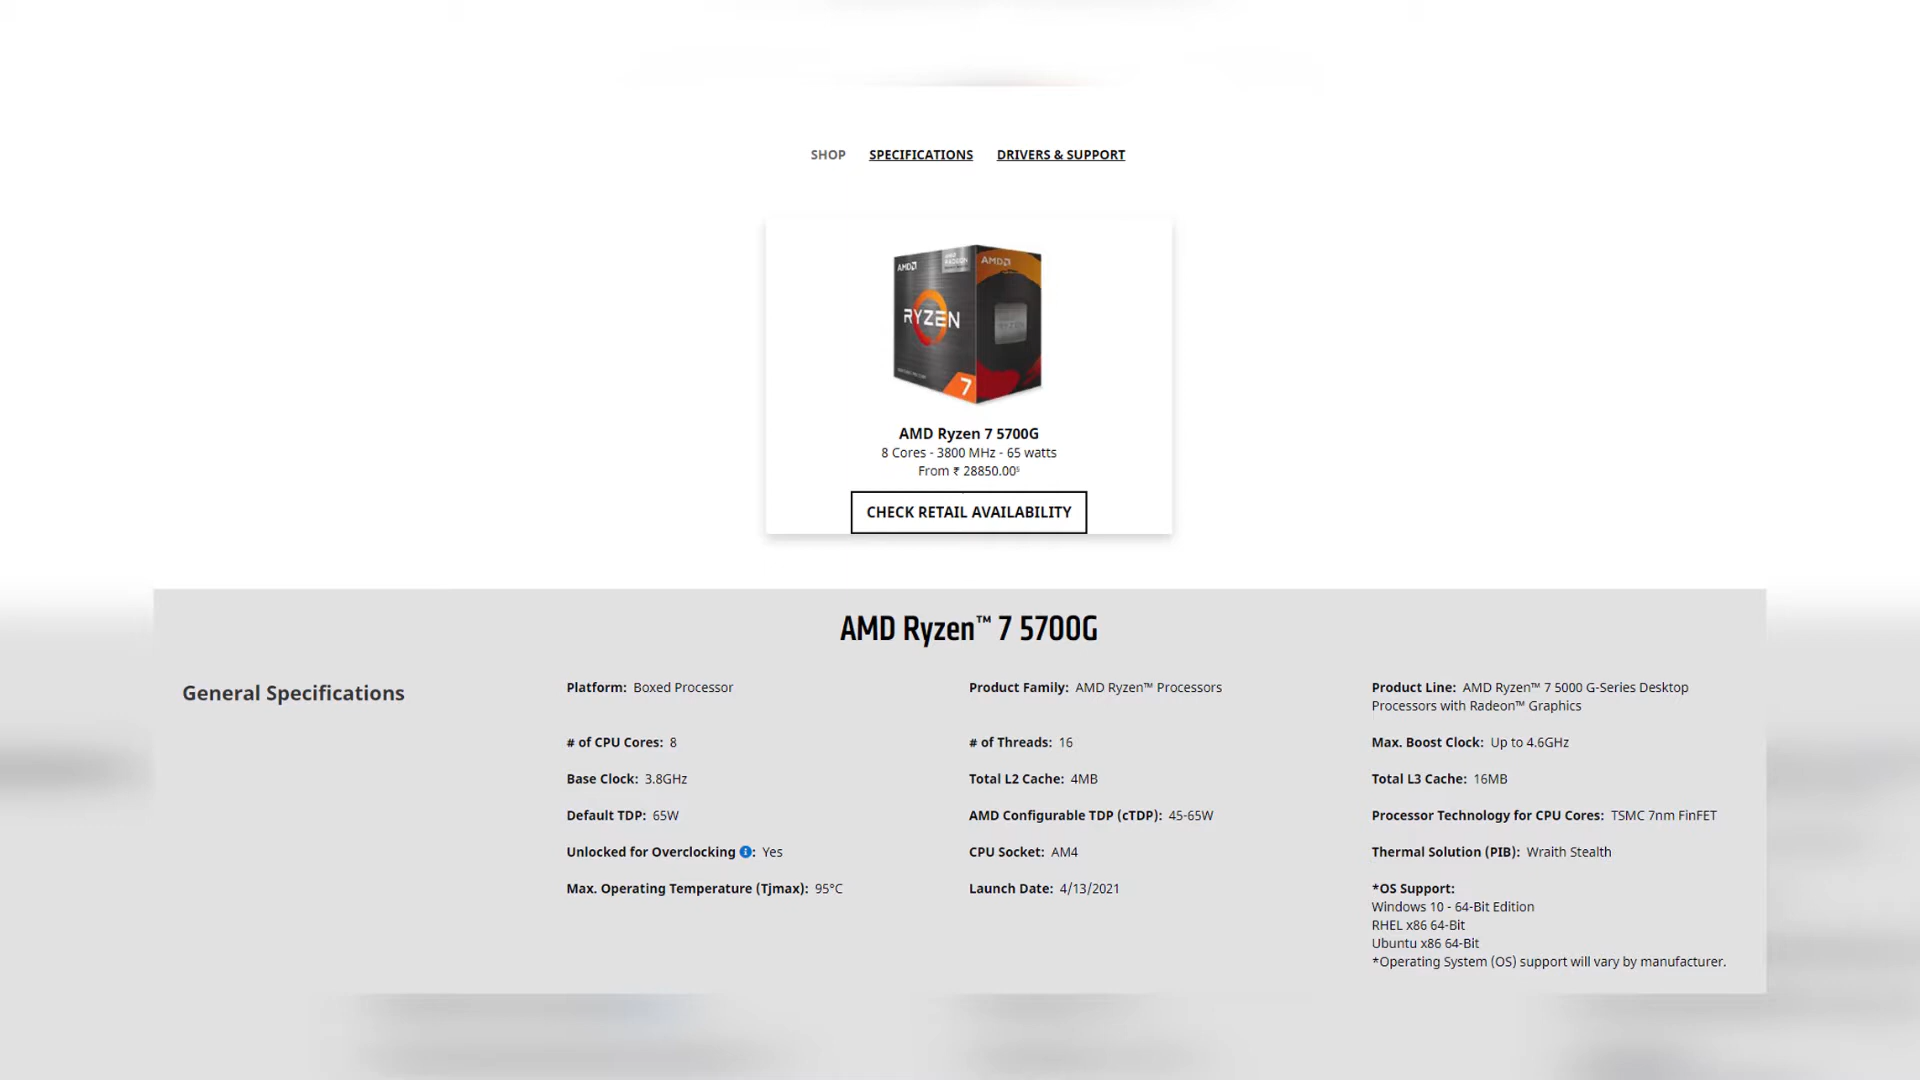 SHOP SPECIFICATIONS DRIVERS & SUPPORT
AMD
AMD
RADEON
RYZEN
7
AMD Ryzen 7 5700G
8 Cores - 3800 MHz - 65 watts
From ₹ 28850.00§
CHECK RETAIL AVAILABILITY
AMD Ryzen™ 7 5700G
General Specifications
Platform: Boxed Processor
Product Family: AMD Ryzen™ Processors
Product Line: AMD Ryzen™ 7 5000 G-Series Desktop
Processors with Radeon™ Graphics
# of CPU Cores: 8
# of Threads: 16
Max. Boost Clock: Up to 4.6GHz
Base Clock: 3.8GHz
Total L2 Cache: 4MB
Total L3 Cache: 16MB
Default TDP: 65W
AMD Configurable TDP (cTDP): 45-65W
Processor Technology for CPU Cores: TSMC 7nm FinFET
Unlocked for Overclocking: Yes
CPU Socket: AM4
Thermal Solution (PIB): Wraith Stealth
Max. Operating Temperature (Tjmax): 95°C
Launch Date: 4/13/2021
*OS Support:
Windows 10 - 64-Bit Edition
RHEL x86 64-Bit
Ubuntu x86 64-Bit
*Operating System (OS) support will vary by manufacturer.